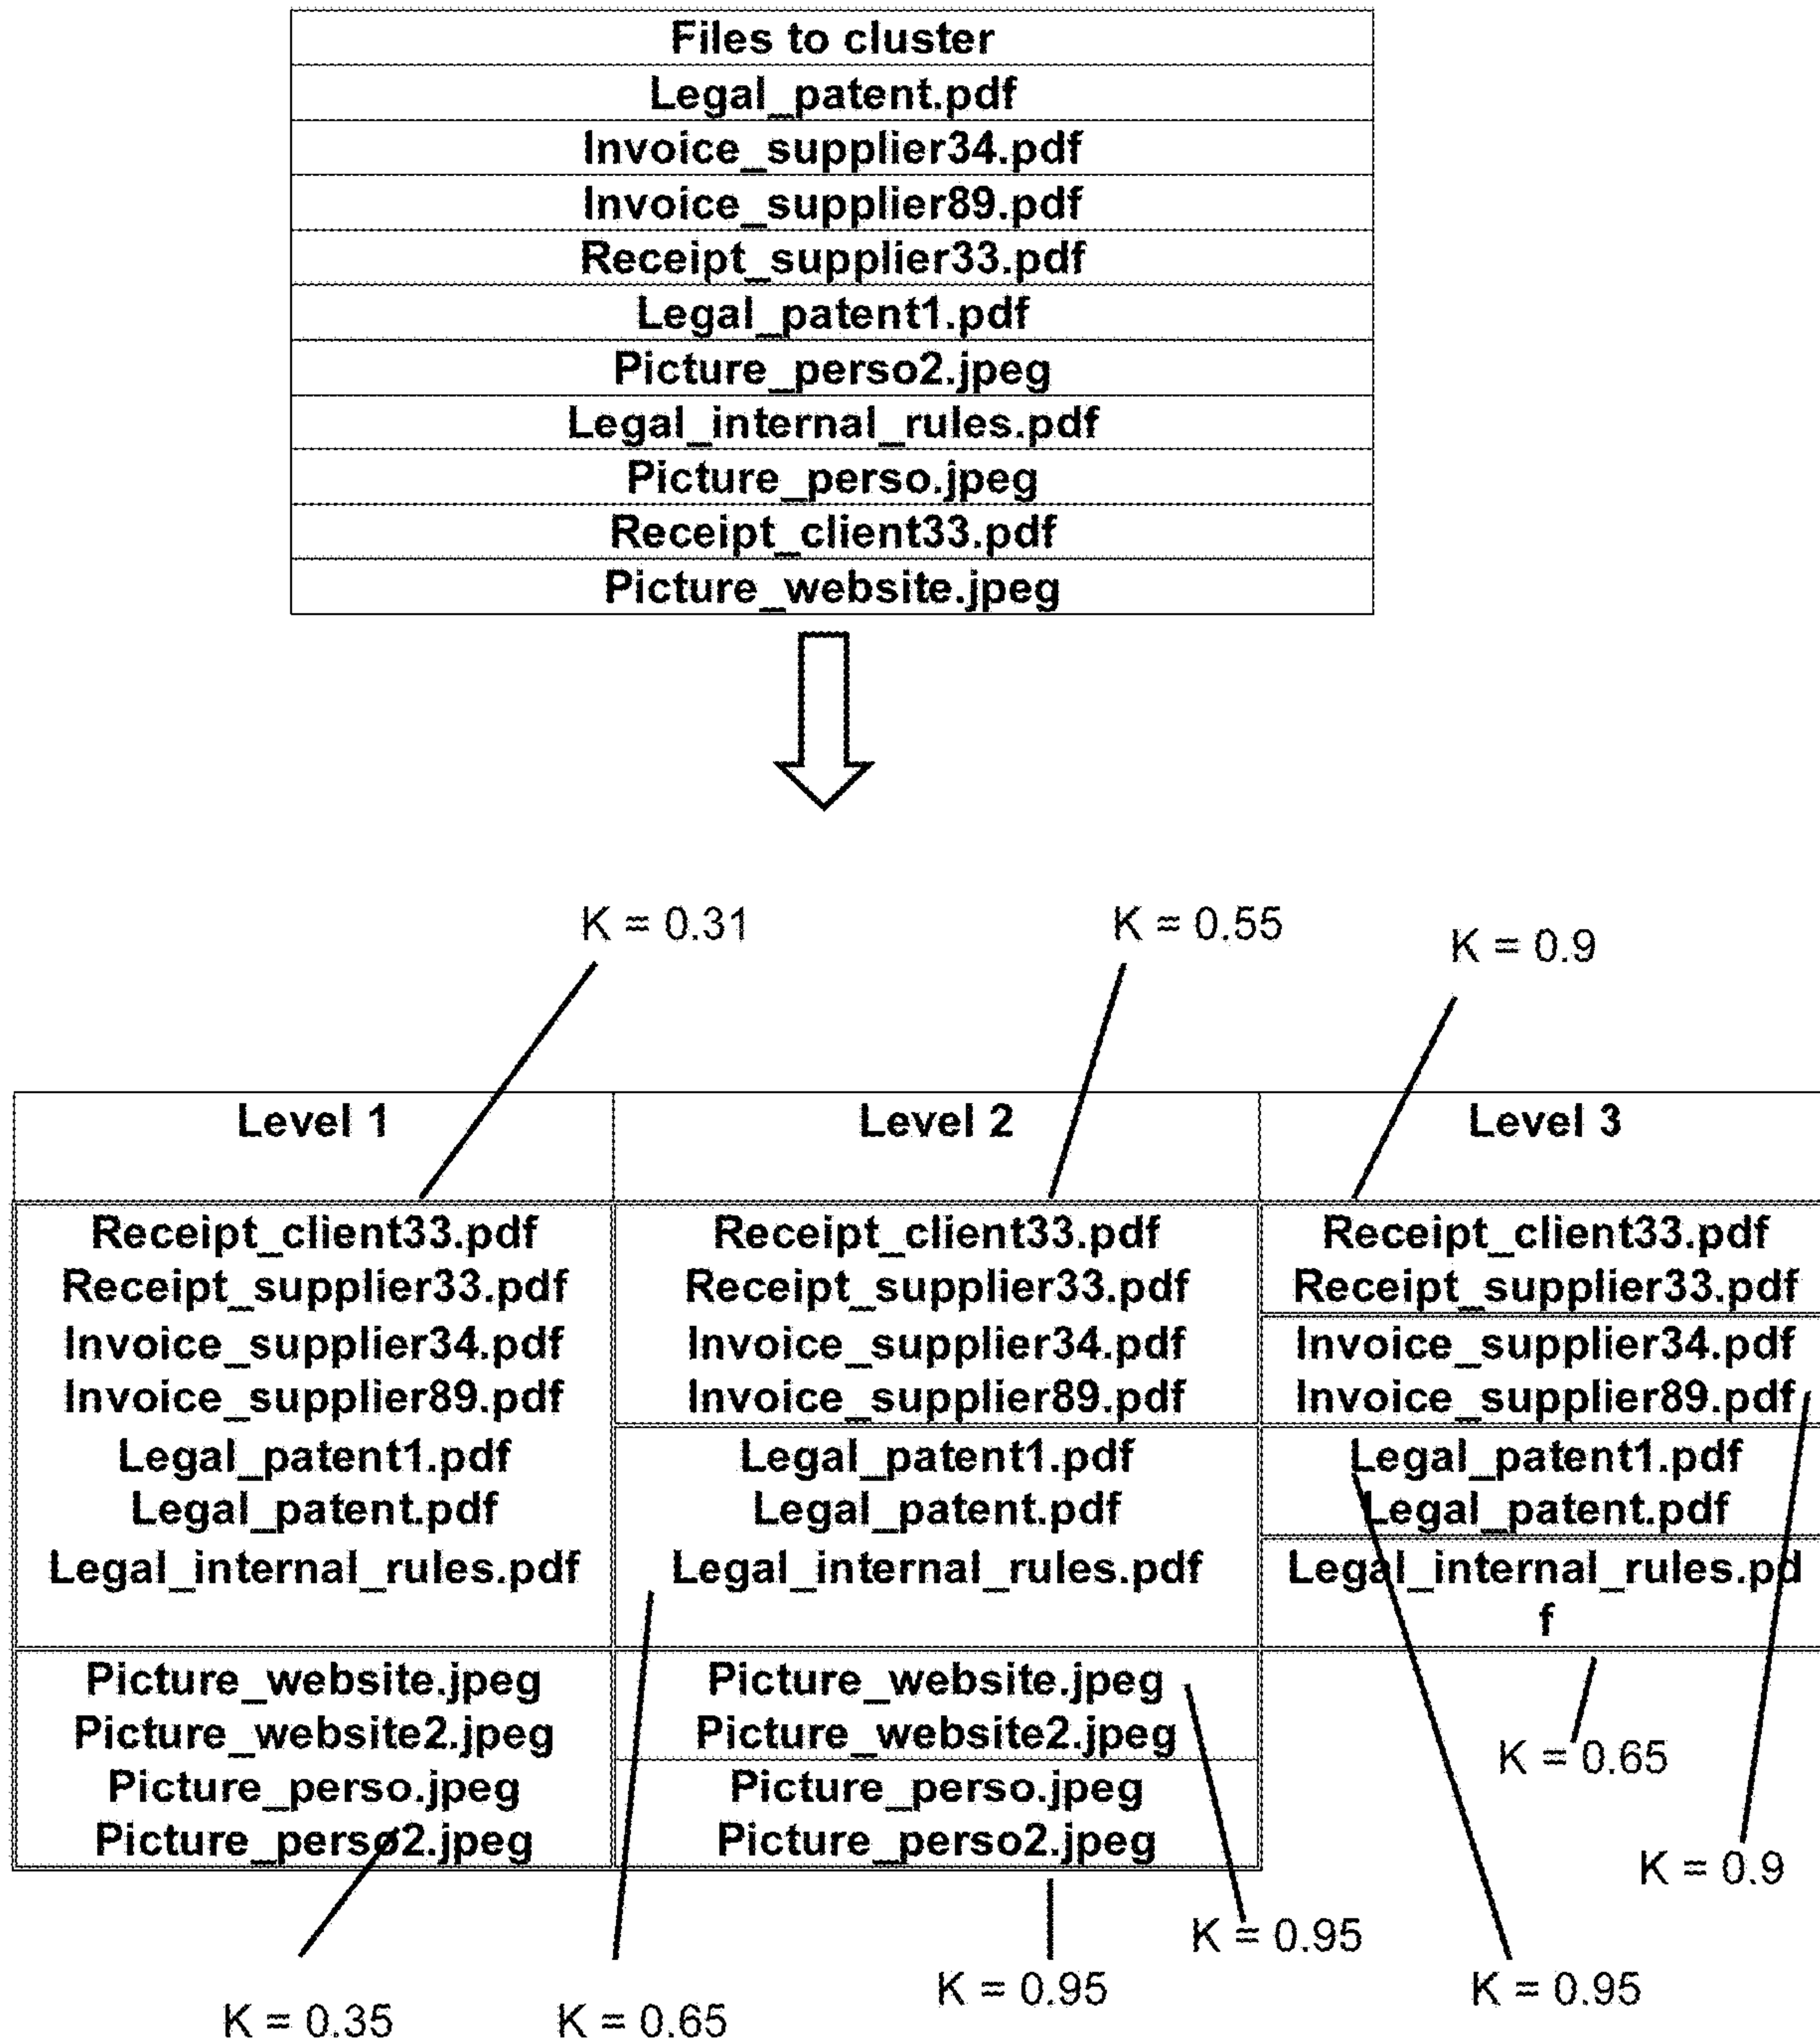 Files to cluster
Legal_patent.pdf
Invoice_supplier34.pdf
Invoice_supplier89.pdf
Receipt_supplier33.pdf
Legal_patent1.pdf
Picture_perso2.jpeg
Legal_internal_rules.pdf
Picture_perso.jpeg
Receipt_client33.pdf
Picture_website.jpeg
K = 0.31
K = 0.55
K = 0.9
Level 1
Level 2
Level 3
Receipt_client33.pdf
Receipt_supplier33.pdf
Invoice_supplier34.pdf
Invoice_supplier89.pdf
Legal_patent1.pdf
Legal_patent.pdf
Legal_internal_rules.pdf
Picture_website.jpeg
Picture_website2.jpeg
Picture_perso.jpeg
Picture_perso2.jpeg
Receipt_client33.pdf
Receipt_supplier33.pdf
Invoice_supplier34.pdf
Invoice_supplier89.pdf
Legal_patent1.pdf
Legal_patent.pdf
Legal_internal_rules.pdf
Picture_website.jpeg
Picture_website2.jpeg
Picture_perso.jpeg
Picture_perso2.jpeg
Receipt_client33.pdf
Receipt_supplier33.pdf
Invoice_supplier34.pdf
Invoice_supplier89.pdf
Legal_patent1.pdf
Legal_patent.pdf
Legal_internal_rules.pd
f
K = 0.65
K = 0.9
K = 0.95
K = 0.95
K = 0.95
K = 0.35
K = 0.65